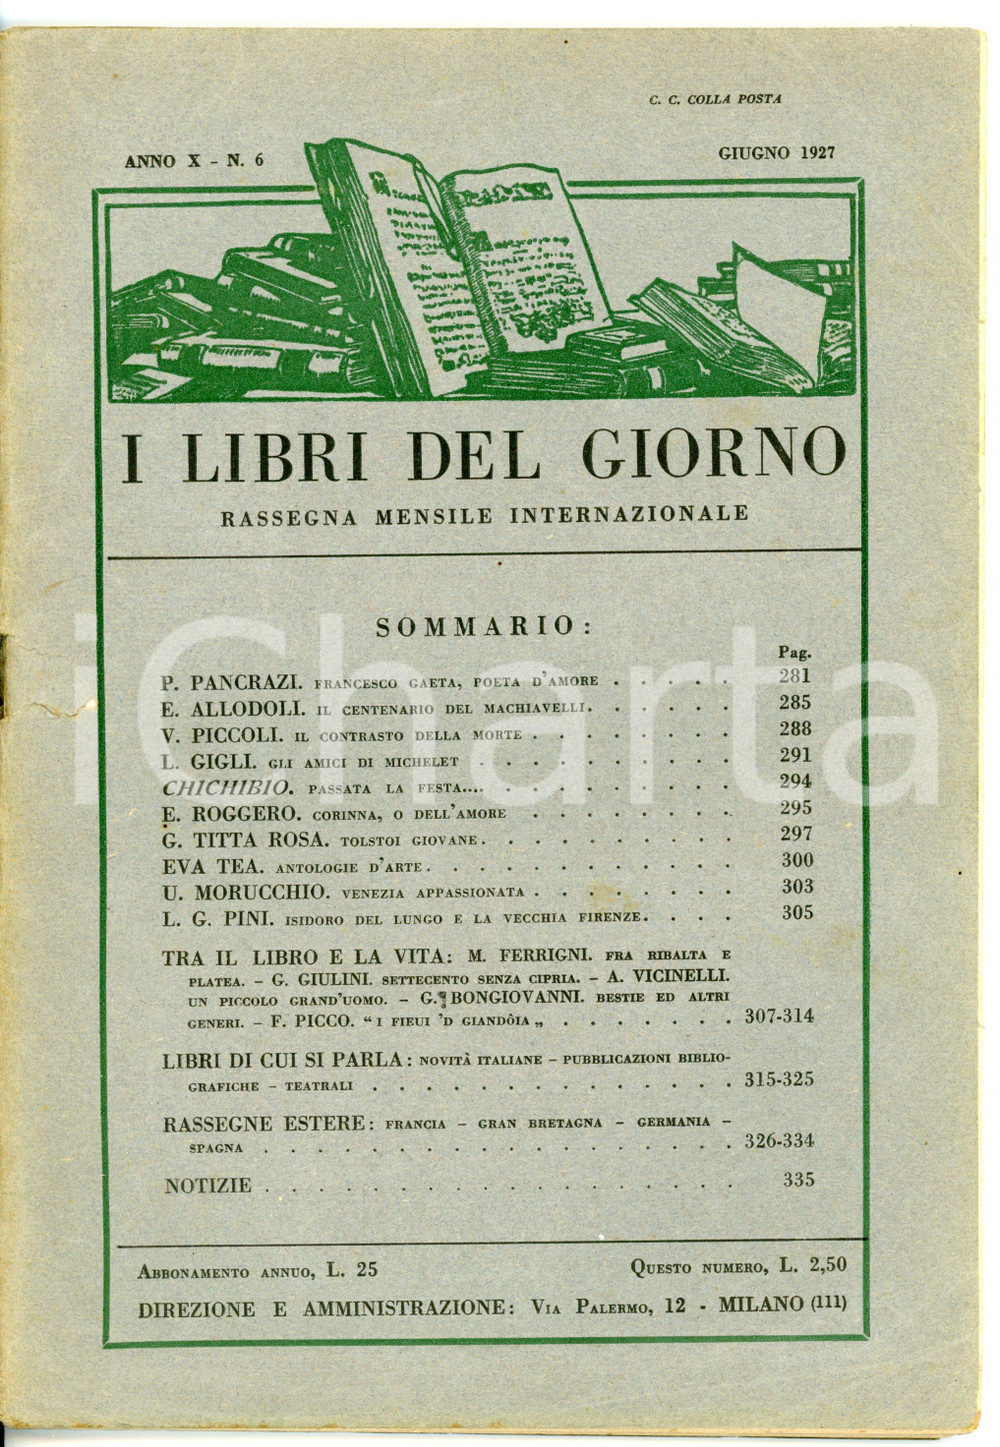 C. C. COLLA POSTA
ANNO X - N. 6
GIUGNO 1927
I LIBRI DEL GIORNO
RASSEGNA MENSILE INTERNAZIONALE
SOMMARIO:
Pag.
P. PANCRAZI. FRANCESCO GAETA, POETA D'AMORE . . . . . 281
E. ALLODOLI. IL CENTENARIO DEL MACHIAVELLI. . . . . . 285
V. PICCOLI. IL CONTRASTO DELLA MORTE . . . . . . . . 288
L. GIGLI. GLI AMICI DI MICHELET . . . . . . . . . . 291
CHICHIBIO. PASSATA LA FESTA.... . . . . . . . . . 294
E. ROGGERO. CORINNA, O DELL'AMORE . . . . . . . . 295
G. TITTA ROSA. TOLSTOI GIOVANE. . . . . . . . . . 297
EVA TEA. ANTOLOGIE D'ARTE. . . . . . . . . . . . 300
U. MORUCCHIO. VENEZIA APPASSIONATA . . . . . . . . 303
L. G. PINI. ISIDORO DEL LUNGO E LA VECCHIA FIRENZE. . . . 305
TRA IL LIBRO E LA VITA: M. FERRIGNI. FRA RIBALTA E
PLATEA. – G. GIULINI. SETTECENTO SENZA CIPRIA. – A. VICINELLI.
UN PICCOLO GRAND'UOMO. – G. BONGIOVANNI. BESTIE ED ALTRI
GENERI. – F. PICCO. “ I FIEUI 'D GIANDÔIA „ . . . . . . . 307-314
LIBRI DI CUI SI PARLA: NOVITÀ ITALIANE – PUBBLICAZIONI BIBLIO-
GRAFICHE – TEATRALI . . . . . . . . . . . . . . 315-325
RASSEGNE ESTERE: FRANCIA – GRAN BRETAGNA – GERMANIA –
SPAGNA . . . . . . . . . . . . . . . . . . 326-334
NOTIZIE . . . . . . . . . . . . . . . . . . 335
ABBONAMENTO ANNUO, L. 25
QUESTO NUMERO, L. 2,50
DIREZIONE E AMMINISTRAZIONE: VIA PALERMO, 12 - MILANO (111)
iCharta